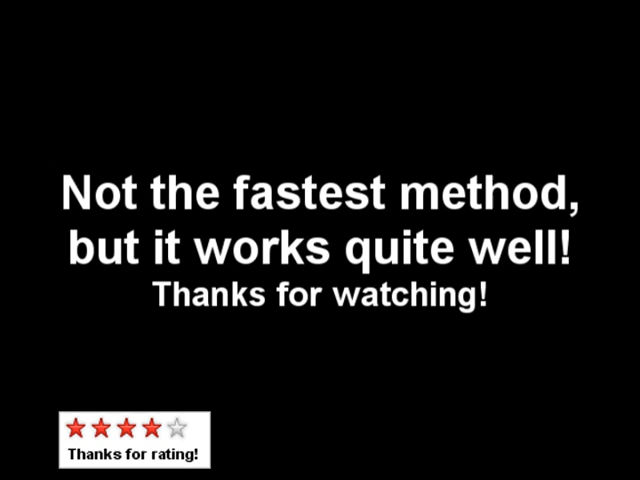 Not the fastest method,
but it works quite well!
Thanks for watching!
Thanks for rating!